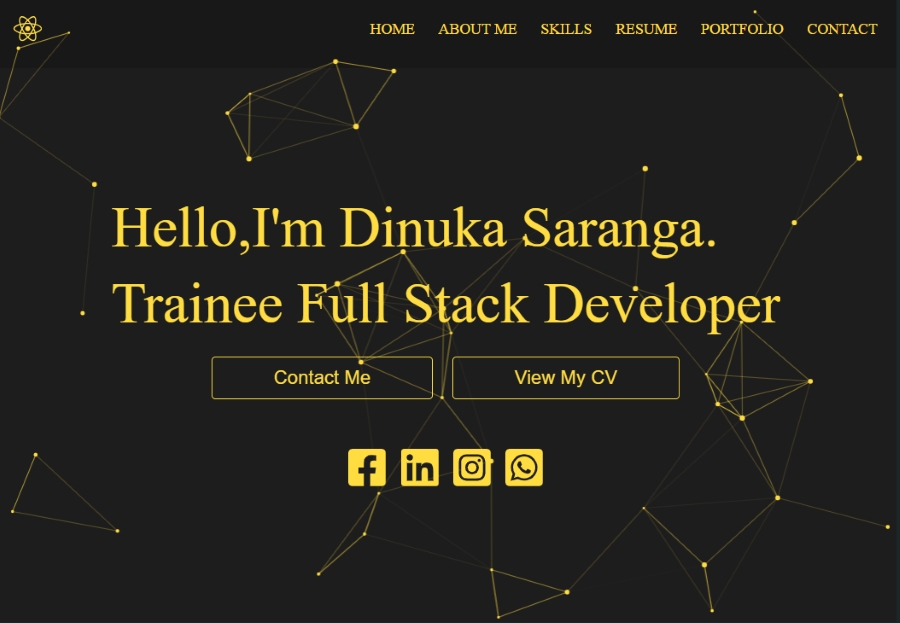 HOME ABOUT ME SKILLS RESUME PORTFOLIO CONTACT
Hello,I'm Dinuka Saranga.
Trainee Full Stack Developer
Contact Me View My CV